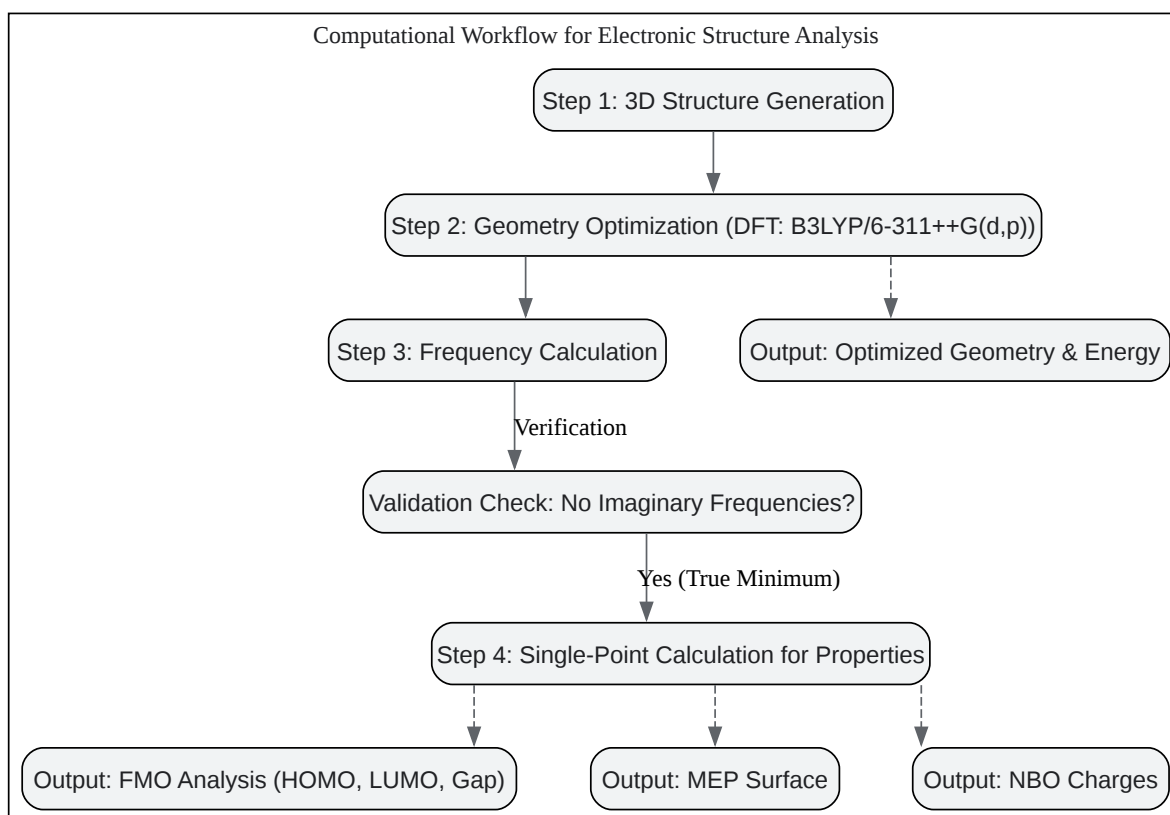 Computational Workflow for Electronic Structure Analysis
Step 1: 3D Structure Generation
Step 2: Geometry Optimization (DFT: B3LYP/6-311++G(d,p))
Step 3: Frequency Calculation
Output: Optimized Geometry & Energy
Verification
Validation Check: No Imaginary Frequencies?
Yes (True Minimum)
Step 4: Single-Point Calculation for Properties
Output: FMO Analysis (HOMO, LUMO, Gap)
Output: MEP Surface
Output: NBO Charges